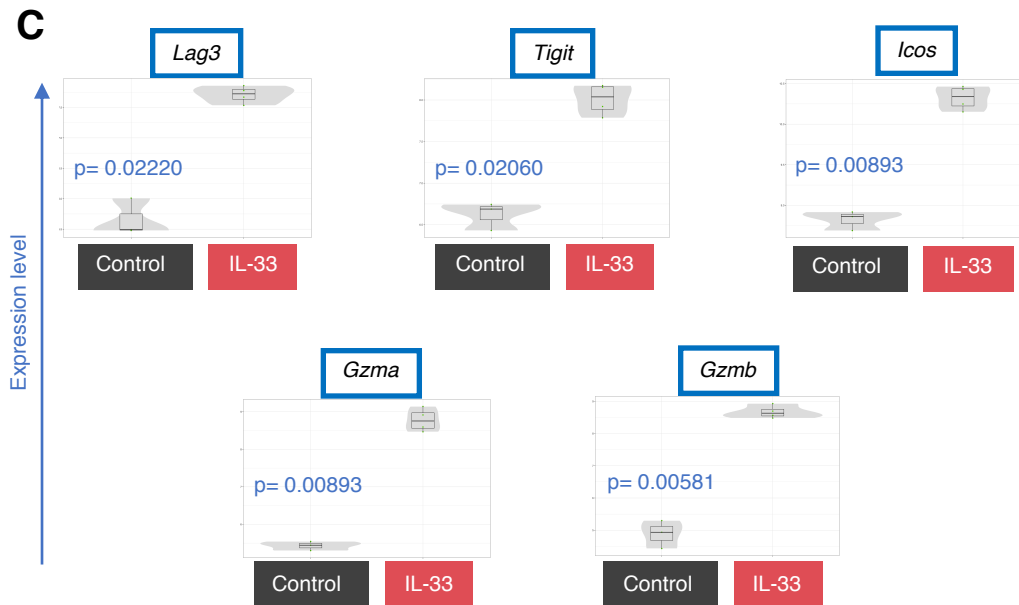 C
Lag3
Tigit
Icos
p= 0.02220
p= 0.02060
p= 0.00893
Control
IL-33
Control
IL-33
Control
IL-33
Expression level
Gzma
Gzmb
p= 0.00893
p= 0.00581
Control
IL-33
Control
IL-33